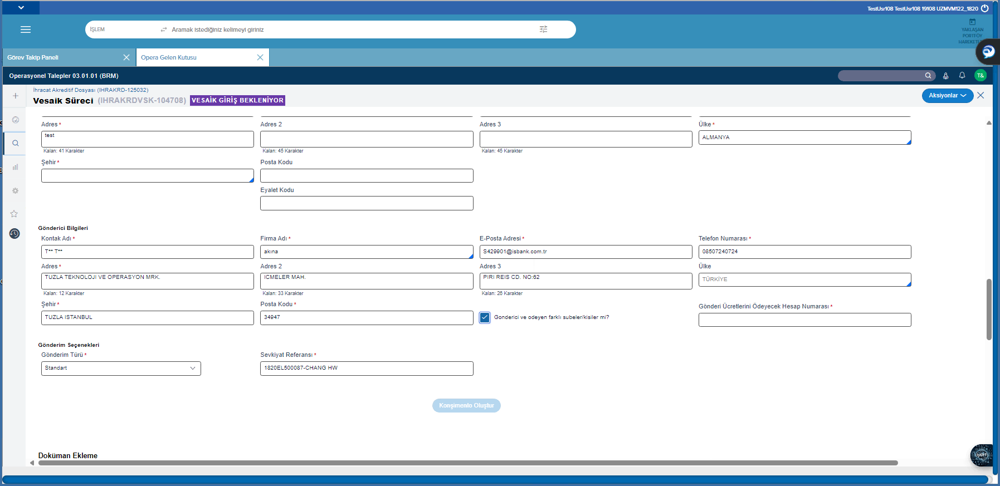 TestUsr108 TestUsr108 19108 UZMVM122_1820
İŞLEM
Aramak istediğiniz kelimeyi giriniz
YAKLAŞAN
PORTFÖY
Görev Takip Paneli
Opera Gelen Kutusu
Operasyonel Talepler 03.01.01 (BRM)
T&
İhracat Akreditif Dosyası (IHRAKRD-125032)
Vesaik Süreci (IHRAKRDVSK-104708) VESAİK GİRİŞ BEKLENİYOR
Aksiyonlar
Adres * Adres 2 Adres 3 Ülke *
test ALMANYA
Kalan: 41 Karakter Kalan: 45 Karakter Kalan: 45 Karakter
Şehir * Posta Kodu
Eyalet Kodu
Gönderici Bilgileri
Kontak Adı * Firma Adı * E-Posta Adresi * Telefon Numarası *
T** T** akına S429901@isbank.com.tr 08507240724
Adres * Adres 2 Adres 3 Ülke
TUZLA TEKNOLOJI VE OPERASYON MRK. ICMELER MAH. PIRI REIS CD. NO:62 TÜRKİYE
Kalan: 12 Karakter Kalan: 33 Karakter Kalan: 26 Karakter
Şehir * Posta Kodu * Gönderi Ücretlerini Ödeyecek Hesap Numarası *
TUZLA ISTANBUL 34947 Gonderici ve odeyen farklı subeler/kisiler mi?
Gönderim Seçenekleri
Gönderim Türü * Sevkiyat Referansı *
Standart 1820EL500087-CHANG HW
Konşimento Oluştur
Doküman Ekleme